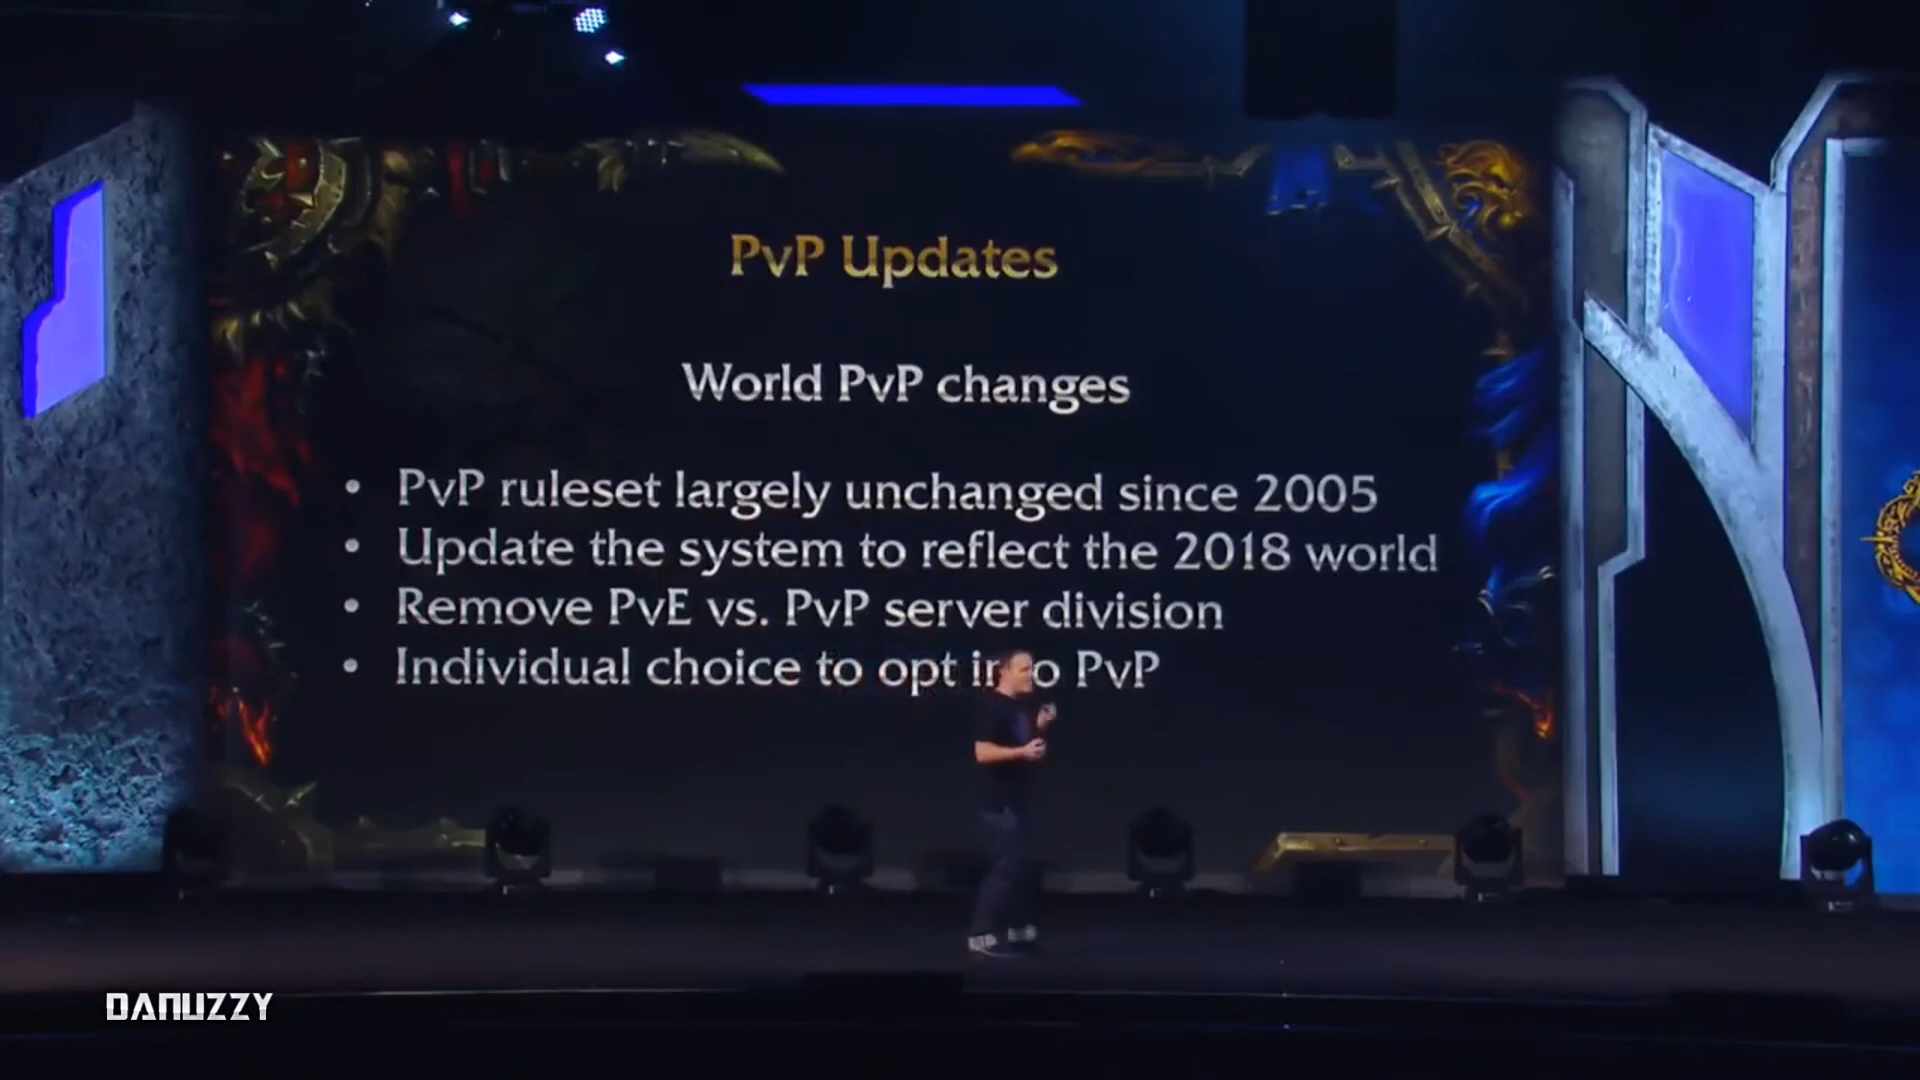 PvP Updates
World PvP changes
• PvP ruleset largely unchanged since 2005
• Update the system to reflect the 2018 world
• Remove PvE vs. PvP server division
• Individual choice to opt into PvP
DANUZZY